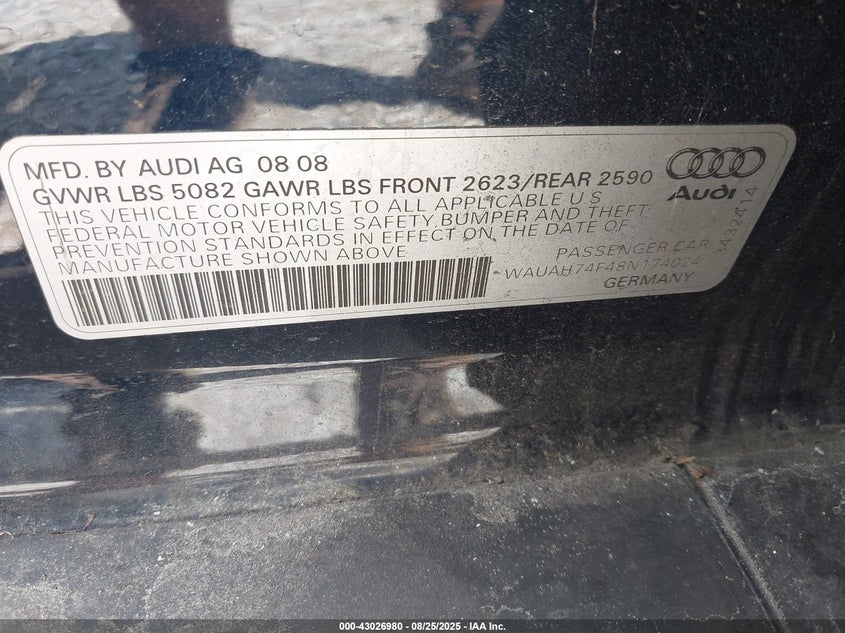 MFD. BY AUDI AG 08 08
GVWR LBS 5082 GAWR LBS FRONT 2623/REAR 2590
THIS VEHICLE CONFORMS TO ALL APPLICABLE U S
FEDERAL MOTOR VEHICLE SAFETY,BUMPER AND THEFT
PREVENTION STANDARDS IN EFFECT ON THE DATE OF
MANUFACTURE SHOWN ABOVE
PASSENGER CAR
WAUAH74F48N174024
GERMANY
Audi
3432414
000-43026980 - 08/25/2025 - IAA Inc.